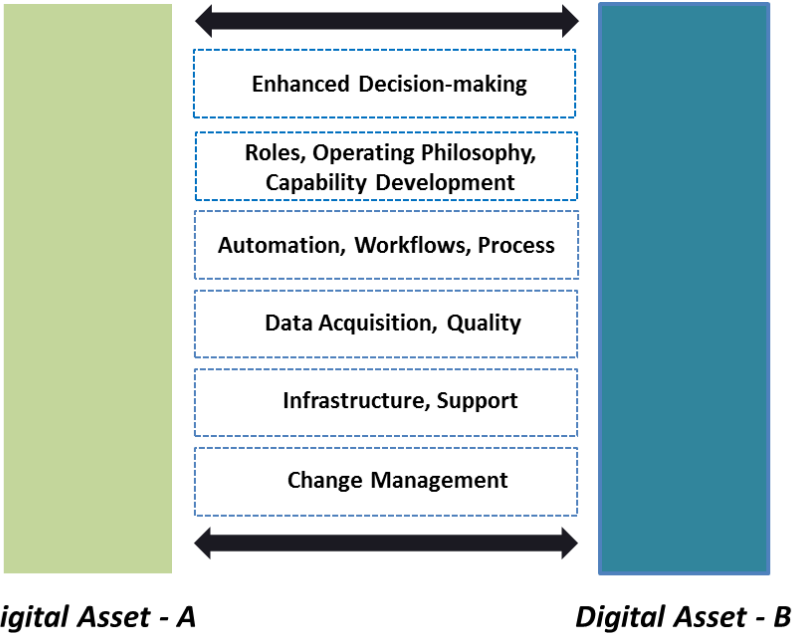 Enhanced Decision-making
Roles, Operating Philosophy,
Capability Development
Automation, Workflows, Process
Data Acquisition, Quality
Infrastructure, Support
Change Management
igital Asset - A
Digital Asset - B